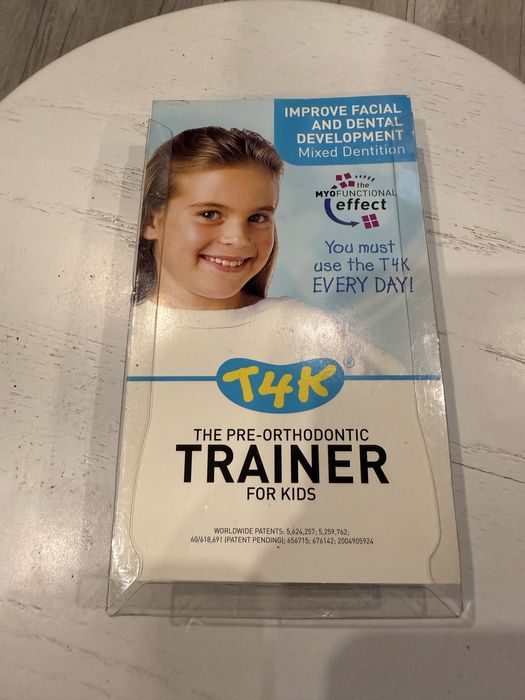 IMPROVE FACIAL
AND DENTAL
DEVELOPMENT
Mixed Dentition
the
MYOFUNCTIONAL
effect
You must
use the T4K
EVERY DAY!
T4K®
THE PRE-ORTHODONTIC
TRAINER
FOR KIDS
WORLDWIDE PATENTS: 5,624,257; 5,259,762;
60/618,691 (PATENT PENDING); 656715; 676142; 2004905924